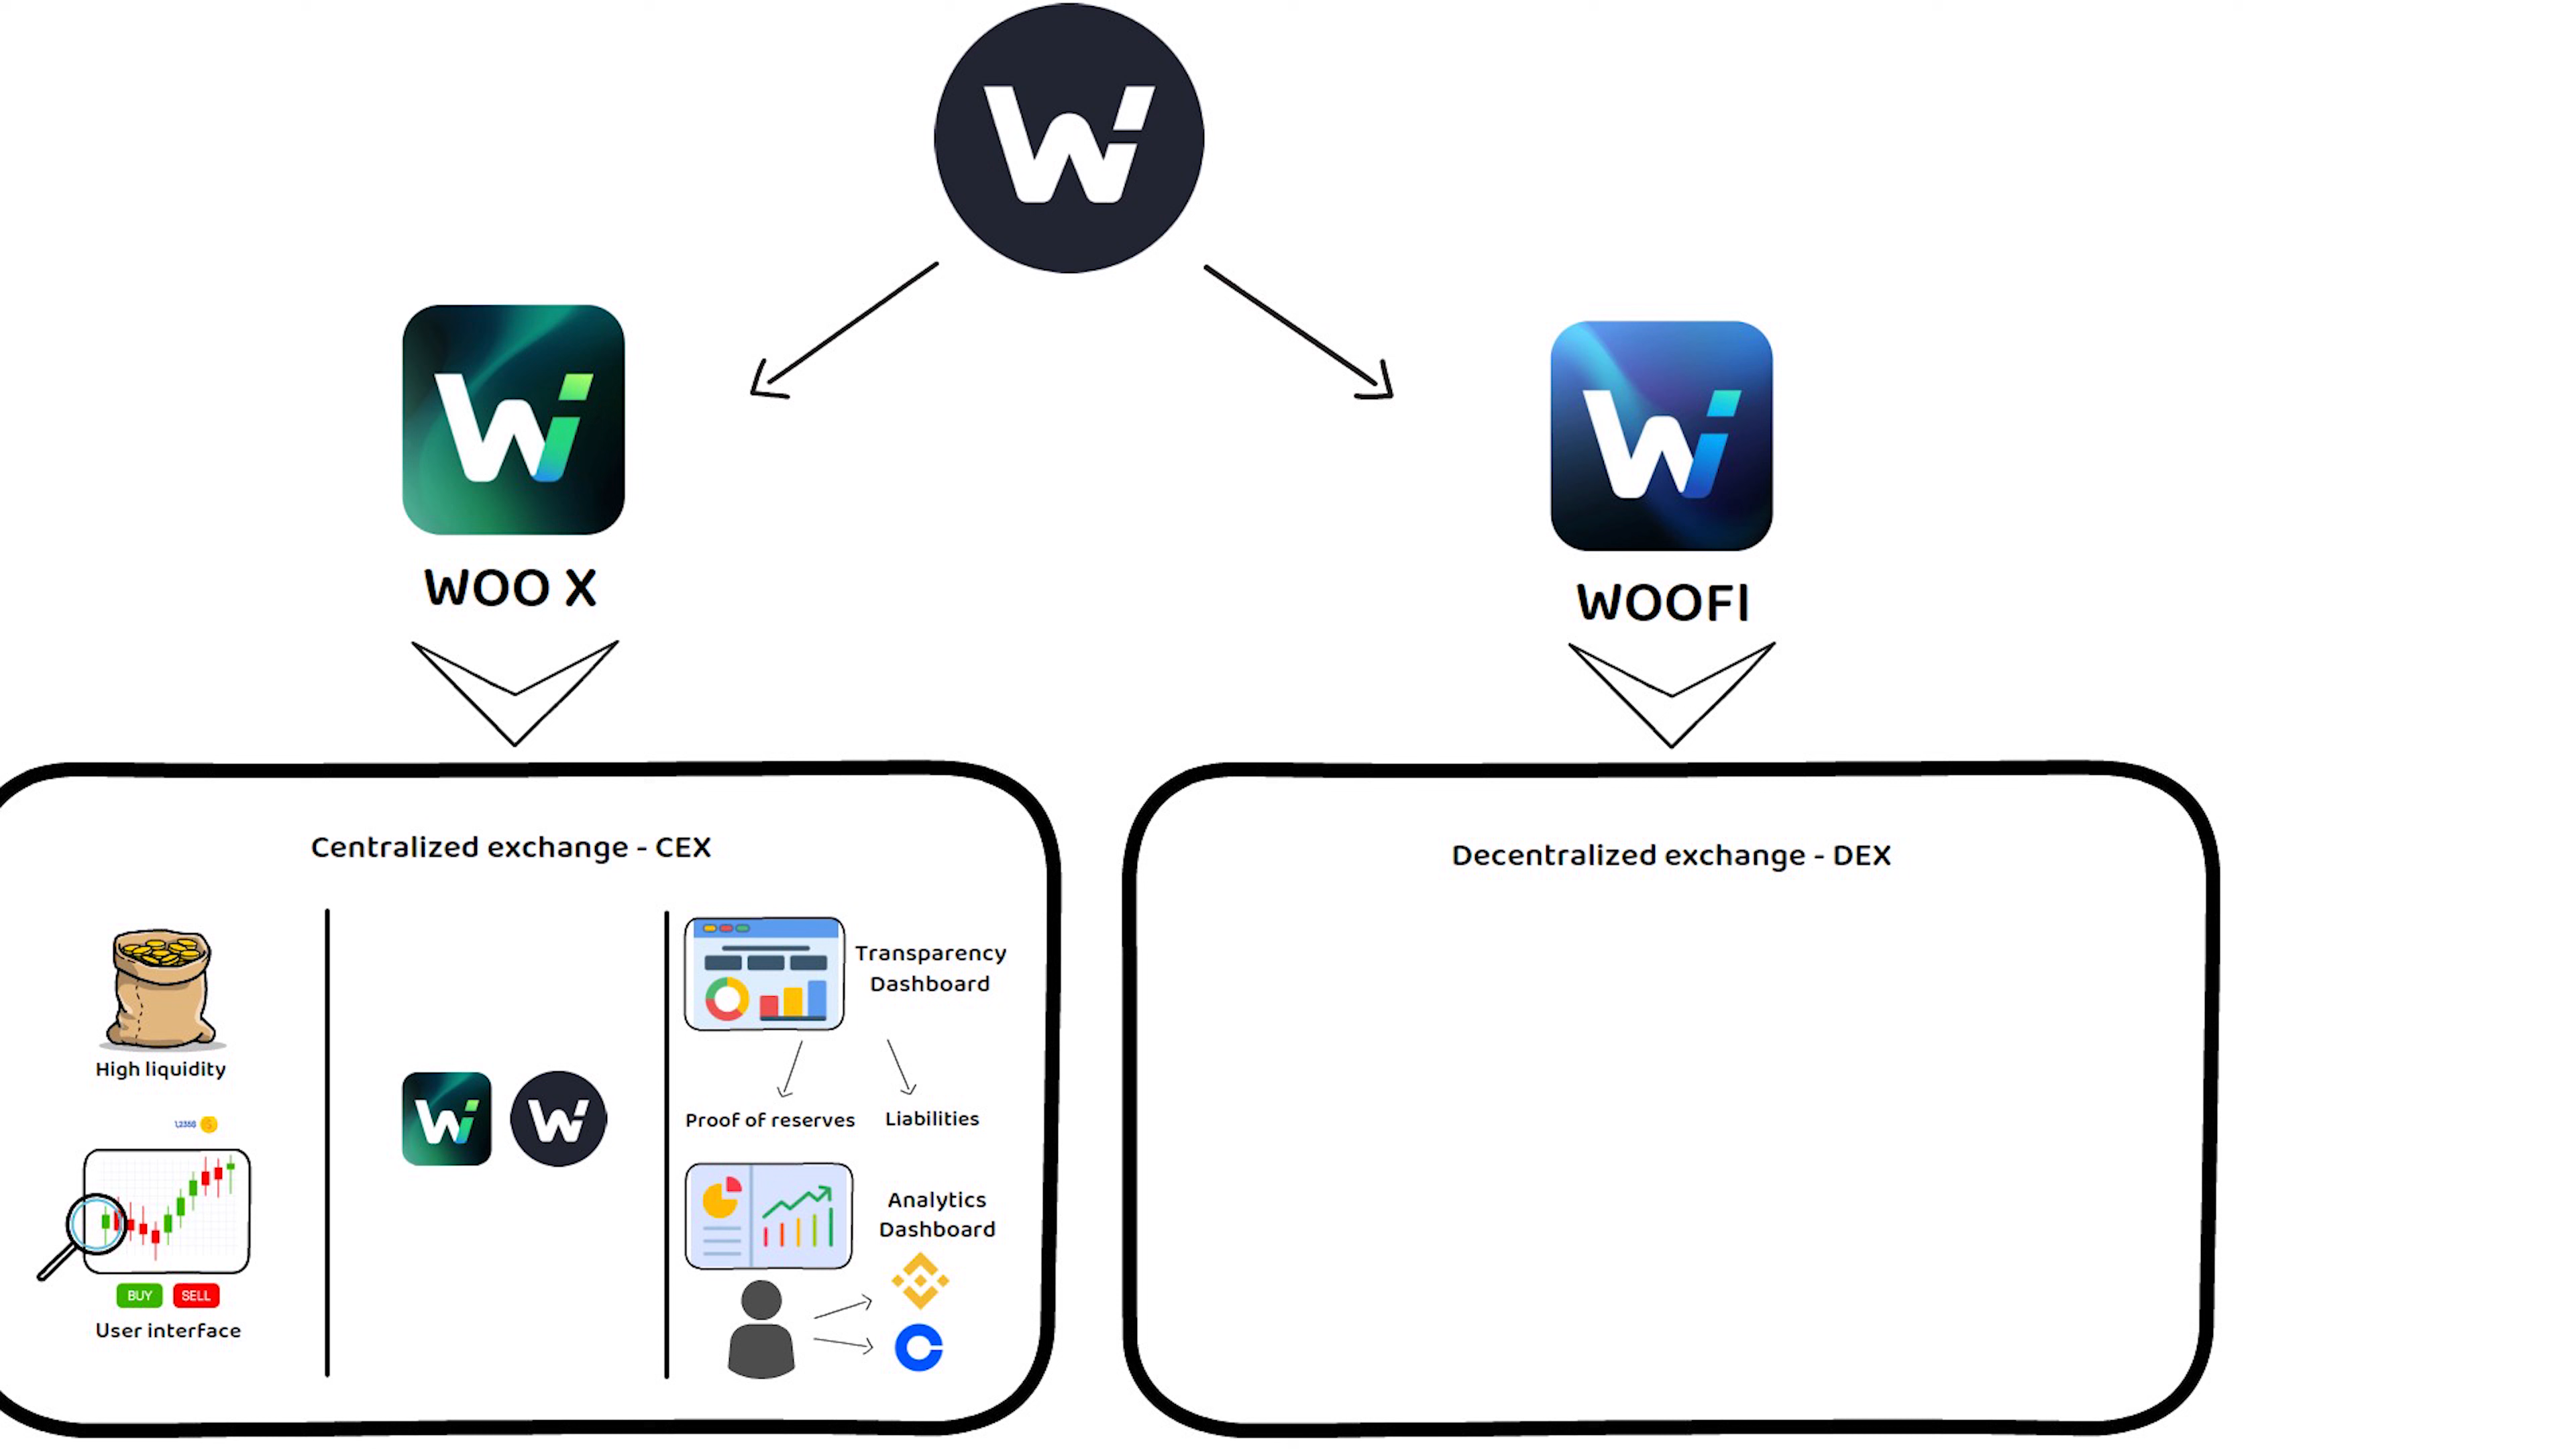 WOO X
WOOFI
Centralized exchange - CEX
High liquidity
BUY SELL
User interface
Transparency
Dashboard
Proof of reserves
Liabilities
Analytics
Dashboard
Decentralized exchange - DEX